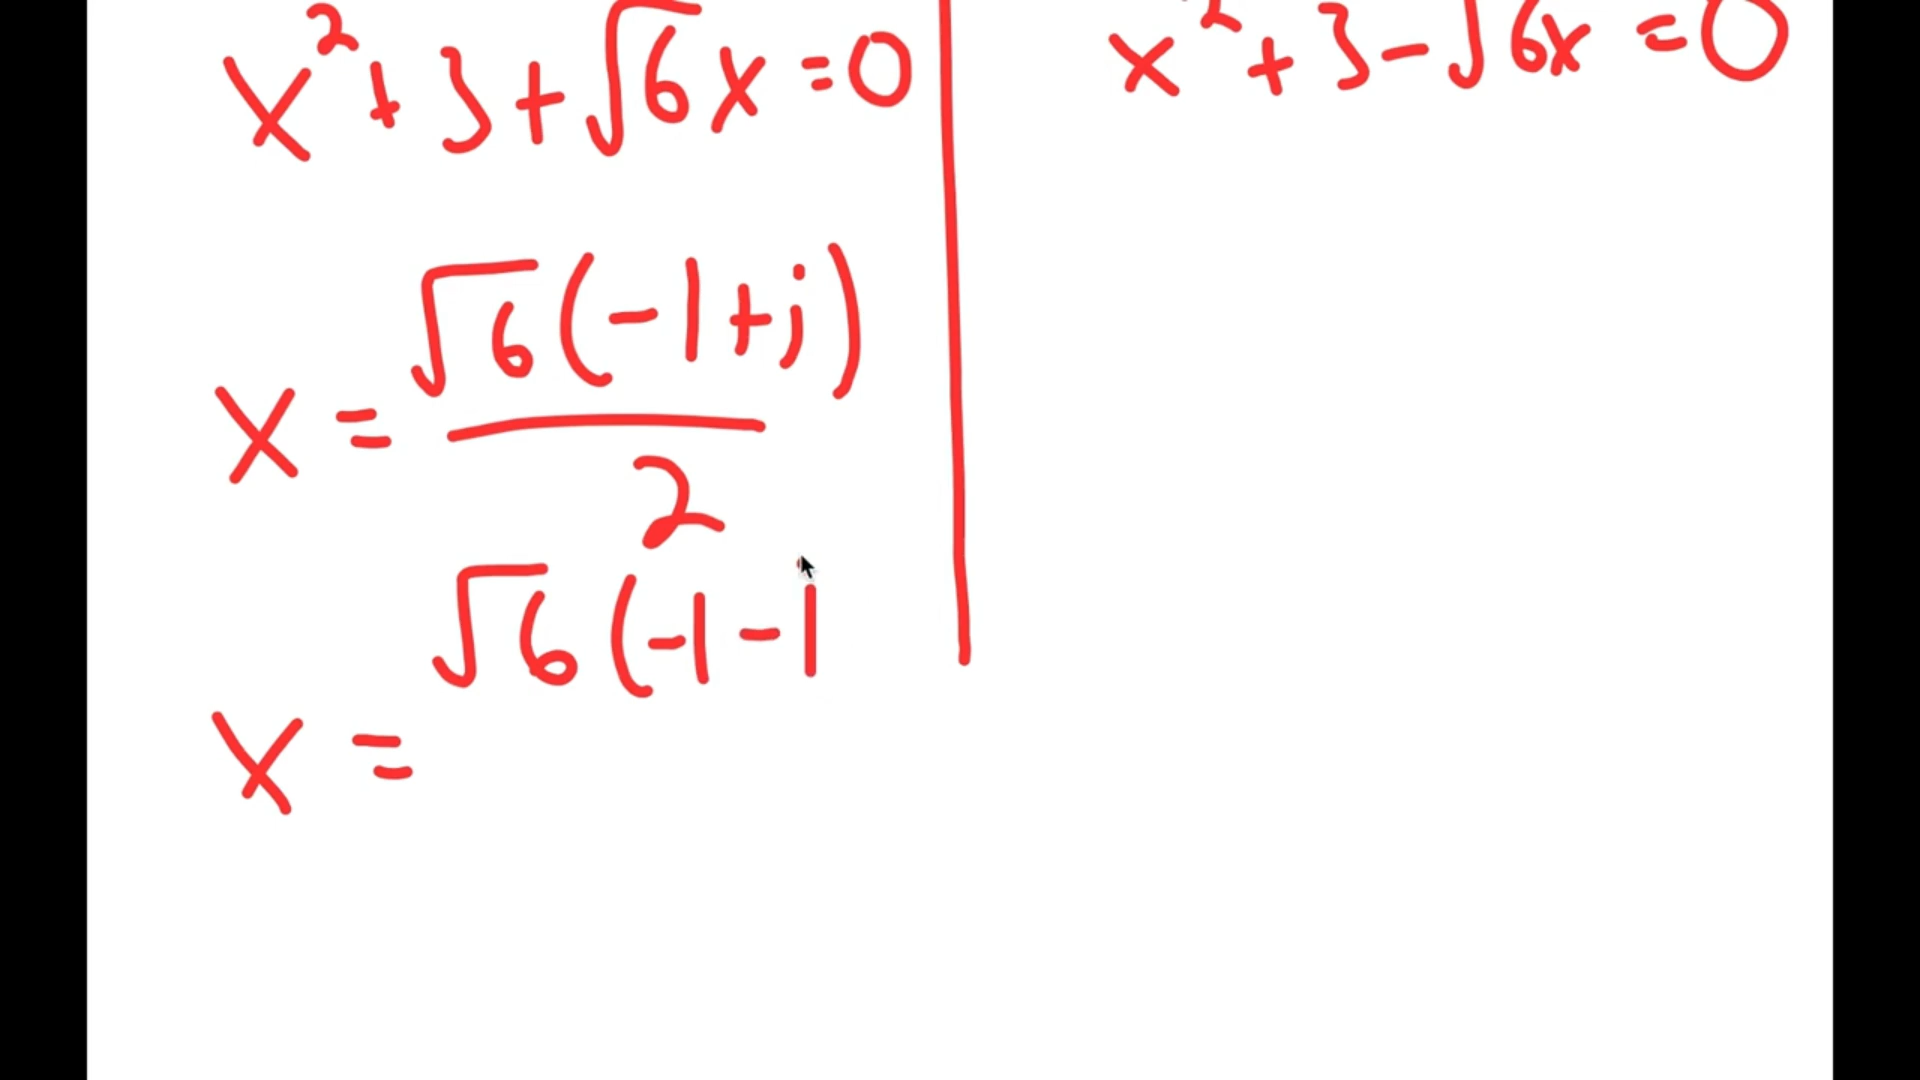 x²+3+√6x=0
x²+3-√6x=0
x=√6(-1+i)/2
x=√6(-1-i